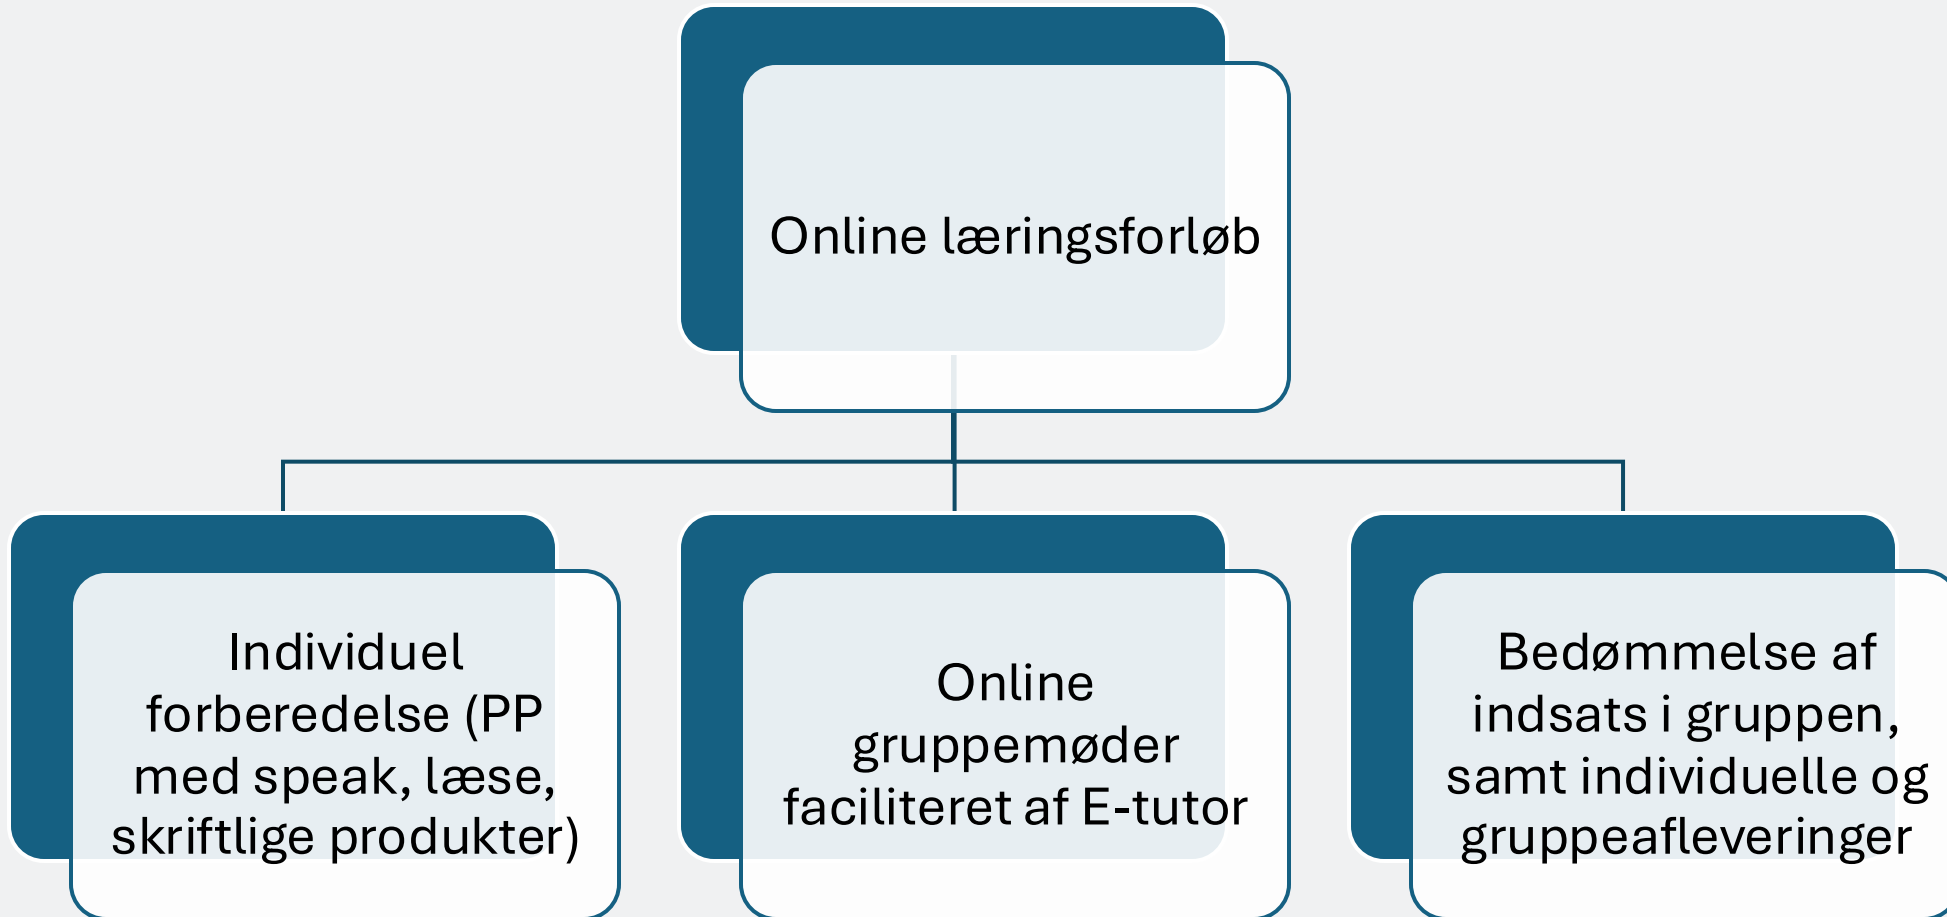 Online læringsforløb
Individuel
forberedelse (PP
med speak, læse,
skriftlige produkter)
Online
gruppemøder
faciliteret af E-tutor
Bedømmelse af
indsats i gruppen,
samt individuelle og
gruppeafleveringer